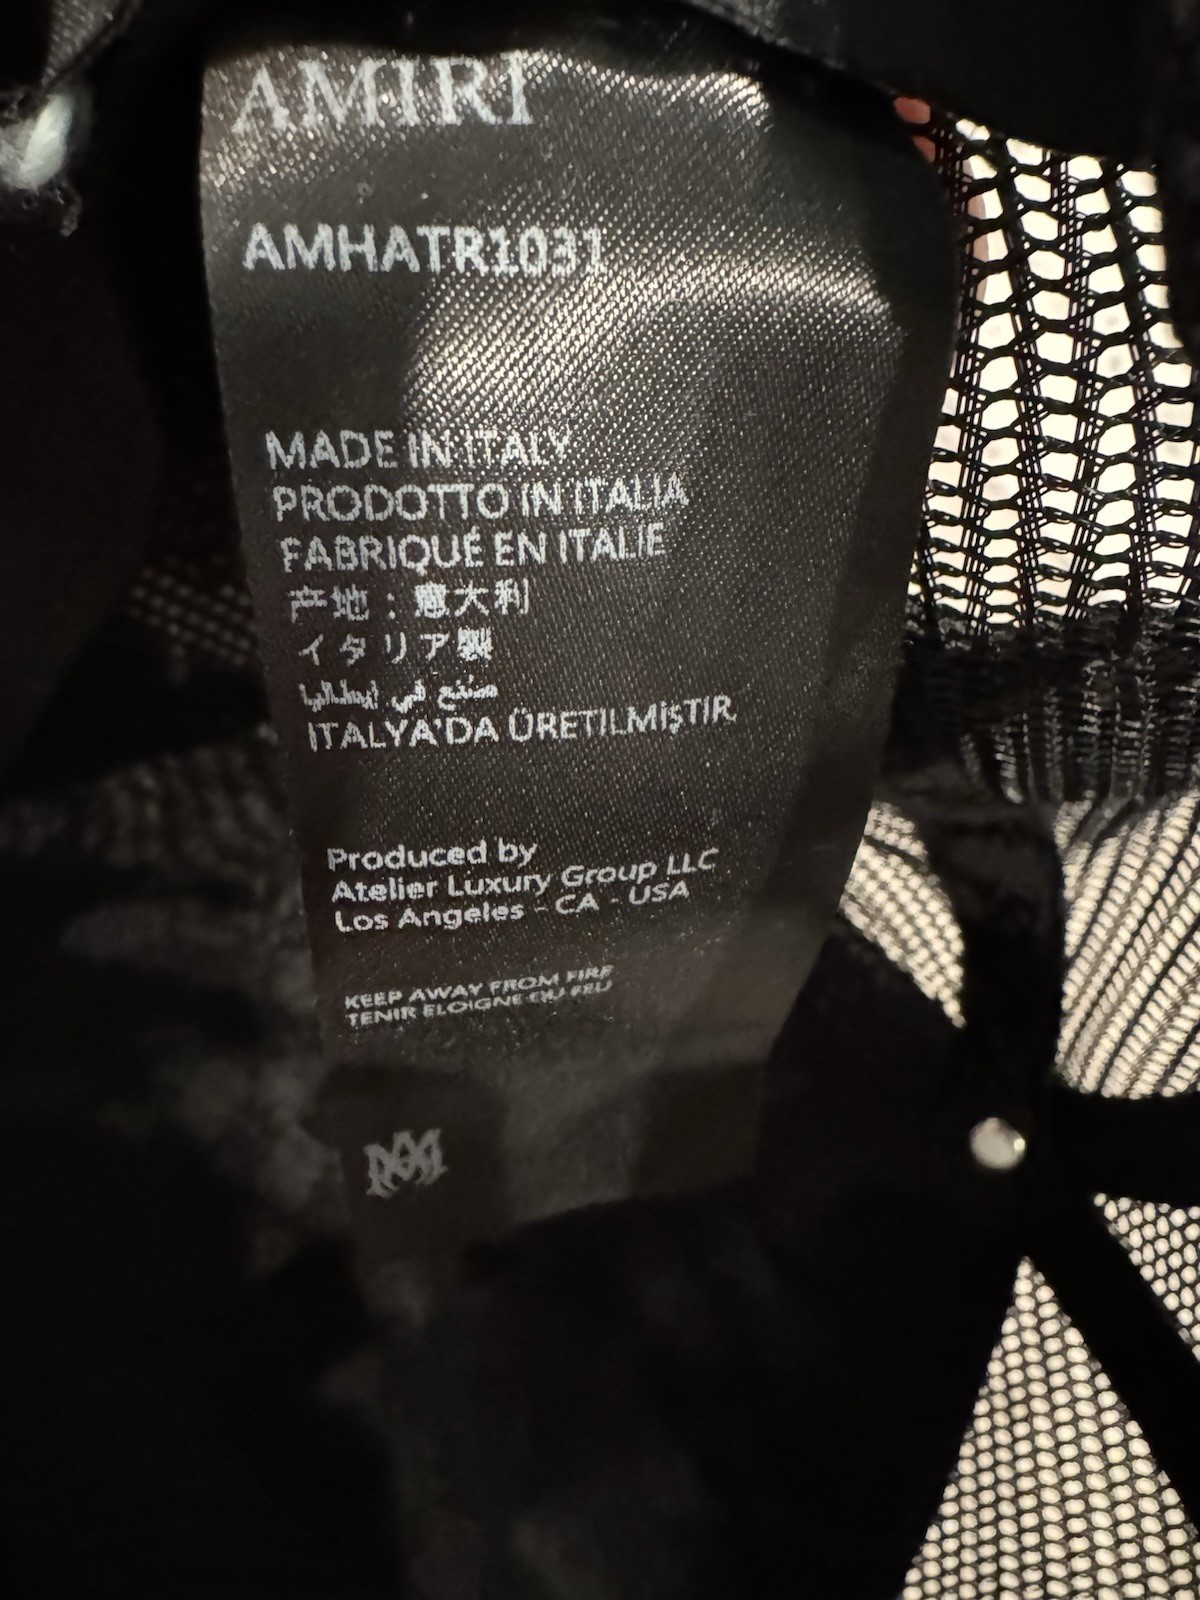 AMIRI
AMHATR1031
MADE IN ITALY
PRODOTTO IN ITALIA
FABRIQUÉ EN ITALIE
产地：意大利
イタリア製
صنع في إيطاليا
ITALYA'DA ÜRETILMİŞTIR.
Produced by
Atelier Luxury Group LLC
Los Angeles - CA - USA
KEEP AWAY FROM FIRE
TENIR ELOIGNE DU FEU